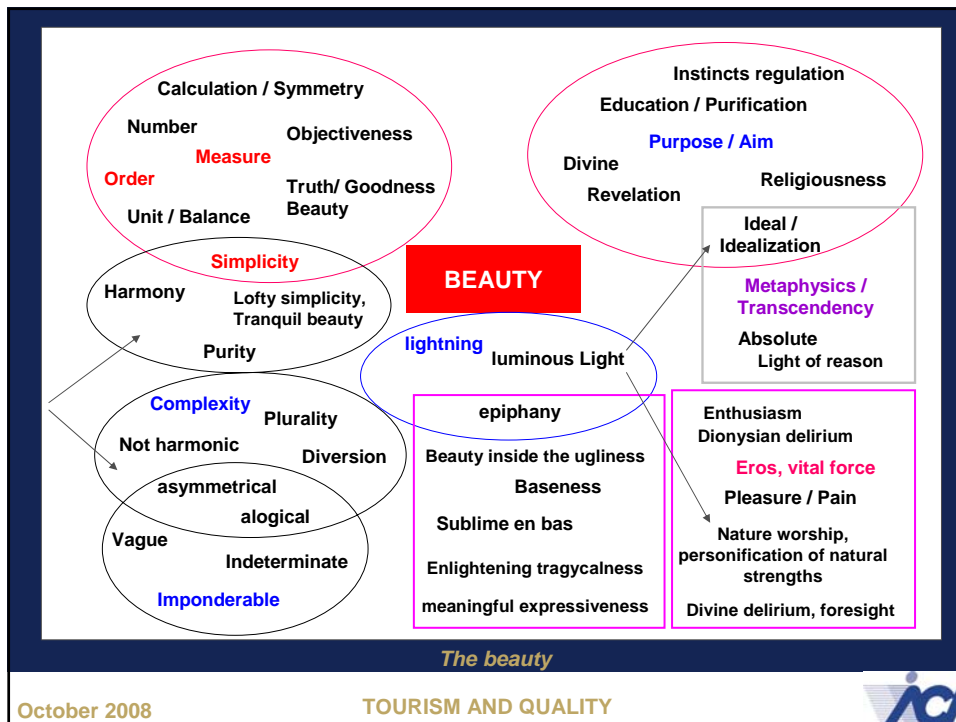 Calculation / Symmetry
Number
Objectiveness
Measure
Order
Truth/ Goodness
Beauty
Unit / Balance
Simplicity
Harmony
Lofty simplicity,
Tranquil beauty
Purity
Complexity
Plurality
Not harmonic
Diversion
asymmetrical
alogical
Vague
Indeterminate
Imponderable
BEAUTY
lightning
luminous Light
epiphany
Beauty inside the ugliness
Baseness
Sublime en bas
Enlightening tragycalness
meaningful expressiveness
Instincts regulation
Education / Purification
Purpose / Aim
Divine
Religiousness
Revelation
Ideal /
Idealization
Metaphysics /
Transcendency
Absolute
Light of reason
Enthusiasm
Dionysian delirium
Eros, vital force
Pleasure / Pain
Nature worship,
personification of natural
strengths
Divine delirium, foresight
The beauty
October 2008
TOURISM AND QUALITY